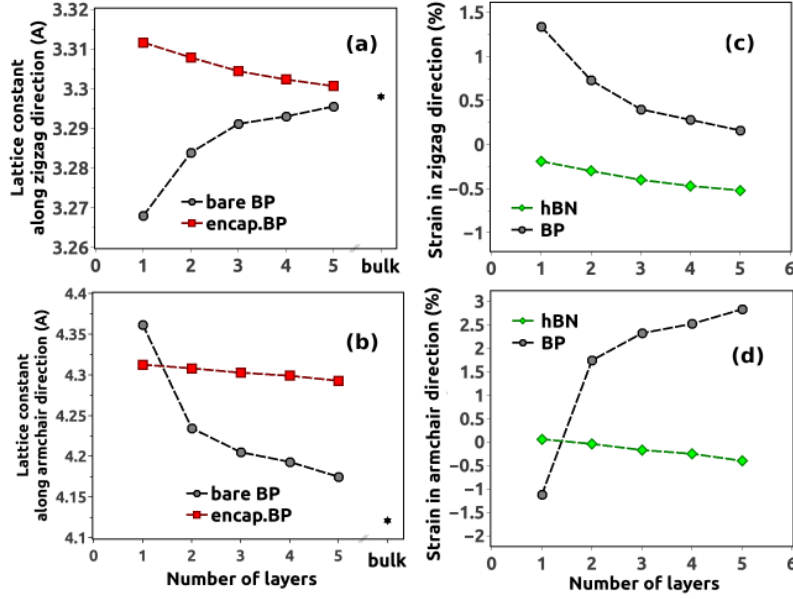 Lattice constant
along zigzag direction (A)
3.32
3.31
3.3
3.29
3.28
3.27
3.26
(a)
bare BP
encap.BP
0 1 2 3 4 5 bulk
Strain in zigzag direction (%)
1.5
1
0.5
0
−0.5
−1
(c)
hBN
BP
0 1 2 3 4 5 6
Lattice constant
along armchair direction (A)
4.4
4.35
4.3
4.25
4.2
4.15
4.1
(b)
bare BP
encap.BP
0 1 2 3 4 5 bulk
Number of layers
Strain in armchair direction (%)
3
2.5
2
1.5
1
0.5
0
−0.5
−1
−1.5
−2
hBN
BP
(d)
0 1 2 3 4 5 6
Number of layers